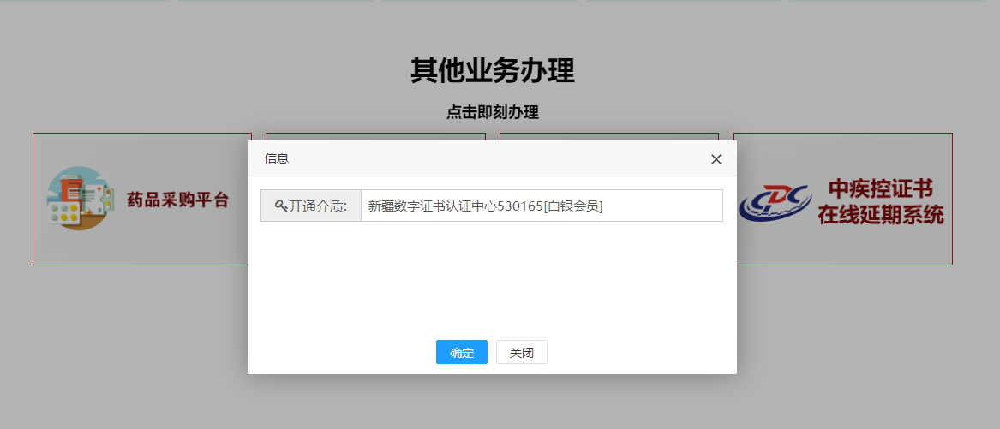 其他业务办理
点击即刻办理
信息
开通介质:
新疆数字证书认证中心530165[白银会员]
药品采购平台
CDC
中疾控证书
在线延期系统
确定
关闭